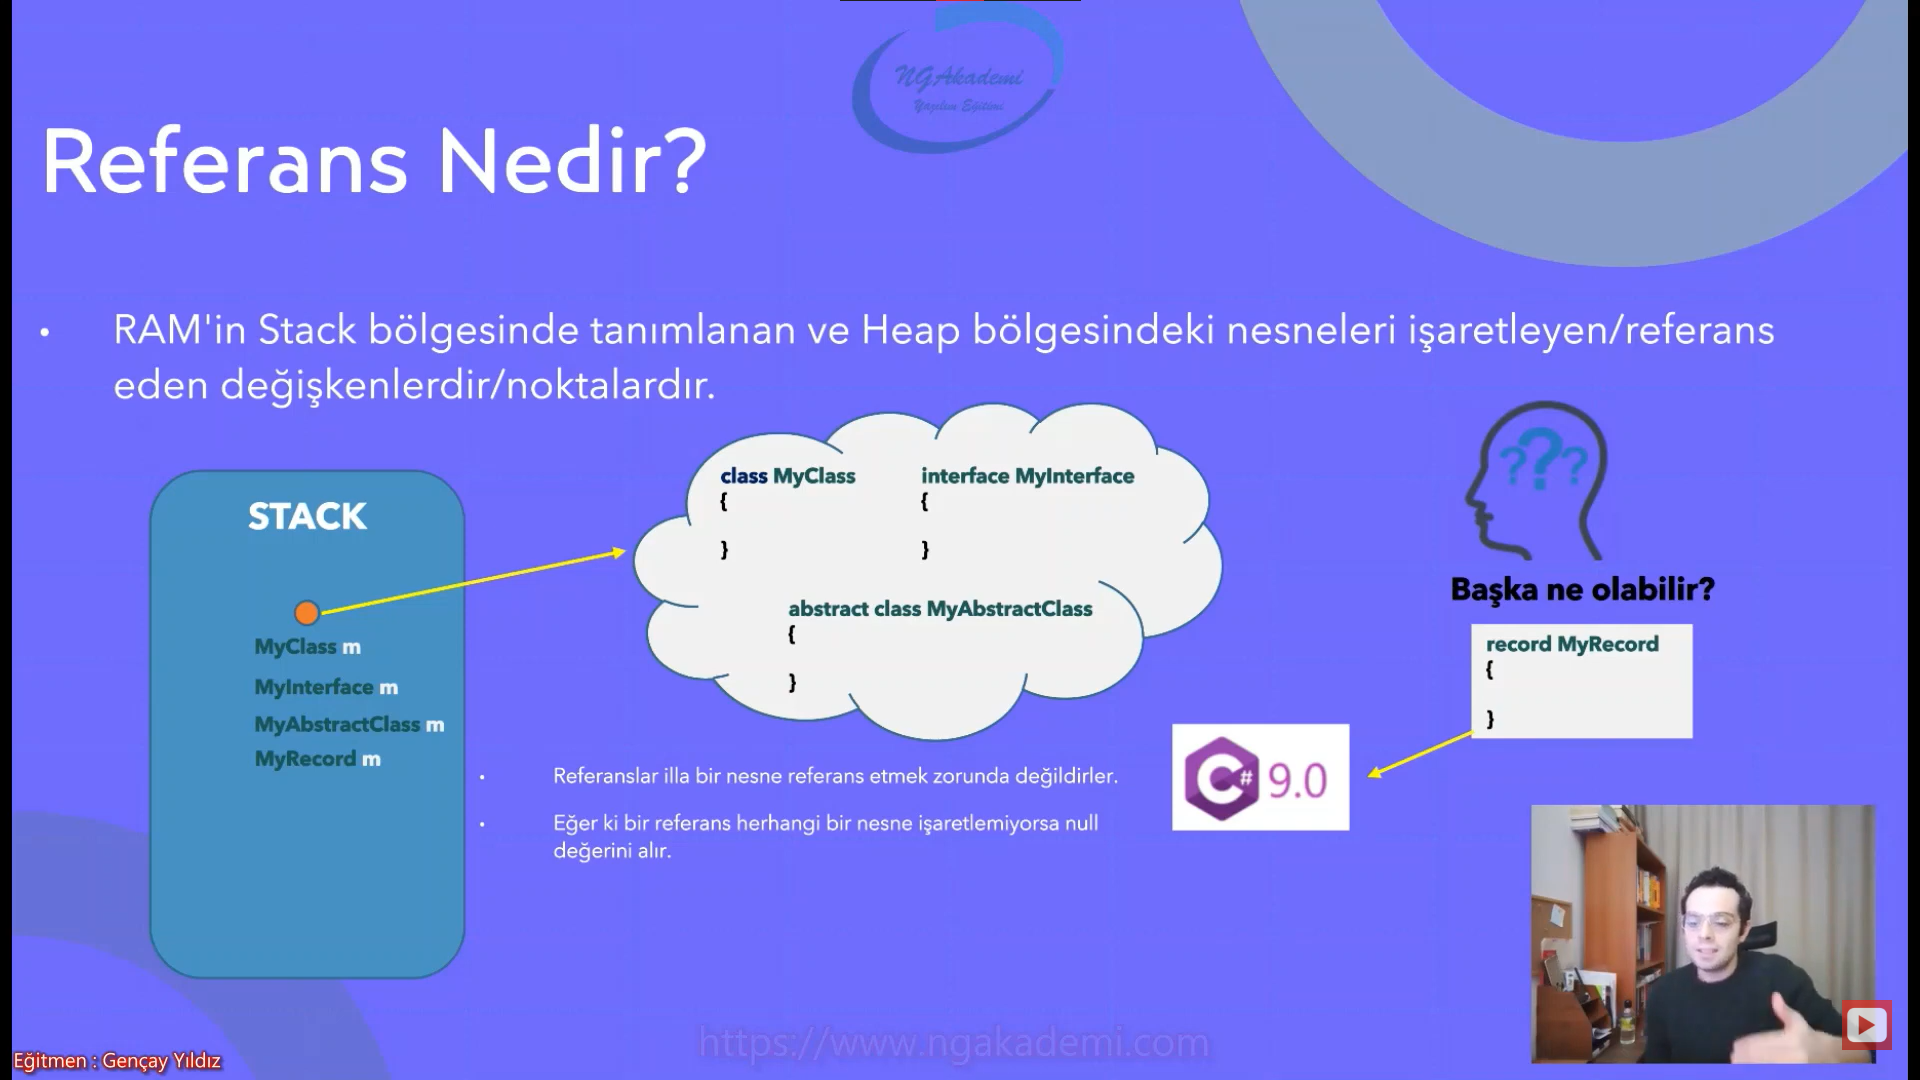 NGAkademi
Yazılım Eğitimi
Referans Nedir?
• RAM'in Stack bölgesinde tanımlanan ve Heap bölgesindeki nesneleri işaretleyen/referans
eden değişkenlerdir/noktalardır.
STACK
MyClass m
MyInterface m
MyAbstractClass m
MyRecord m
class MyClass
{
}
interface MyInterface
{
}
abstract class MyAbstractClass
{
}
???
Başka ne olabilir?
record MyRecord
{
}
C# 9.0
• Referanslar illa bir nesne referans etmek zorunda değildirler.
• Eğer ki bir referans herhangi bir nesne işaretlemiyorsa null
değerini alır.
https://www.ngakademi.com
Eğitmen : Gençay Yıldız